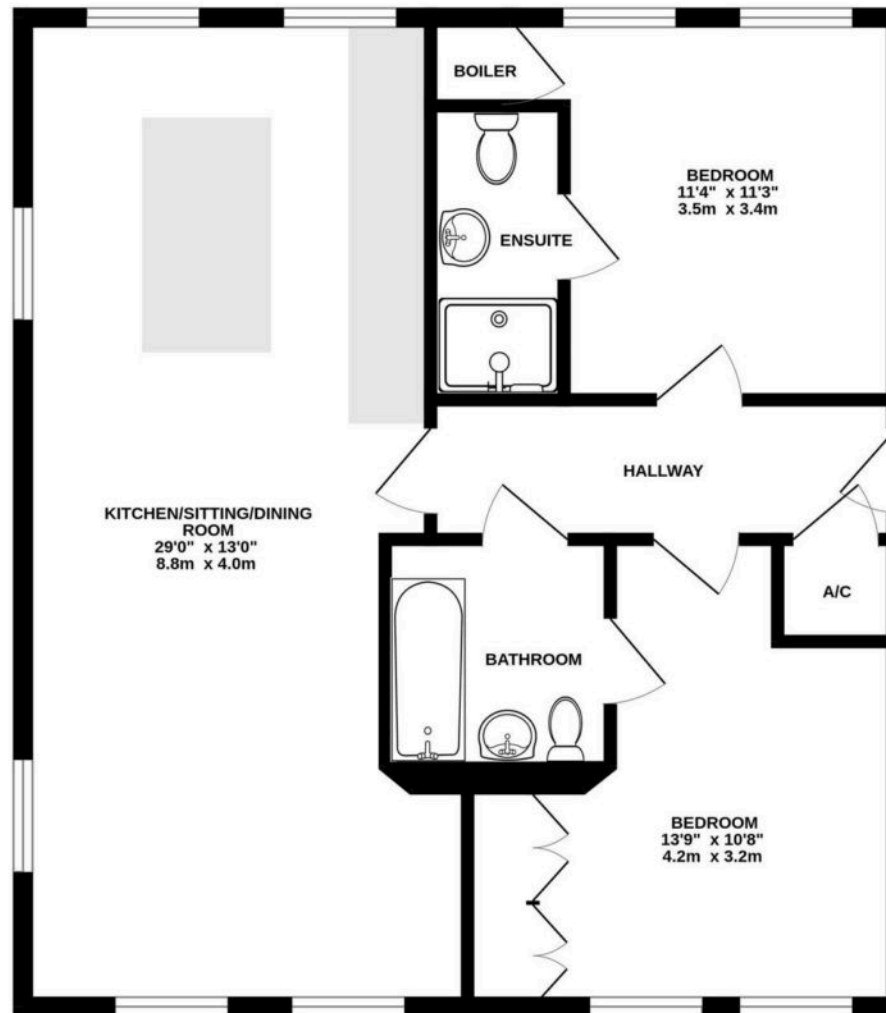 BOILER
BEDROOM
11'4" x 11'3"
3.5m x 3.4m
ENSUITE
HALLWAY
KITCHEN/SITTING/DINING
ROOM
29'0" x 13'0"
8.8m x 4.0m
A/C
BATHROOM
BEDROOM
13'9" x 10'8"
4.2m x 3.2m